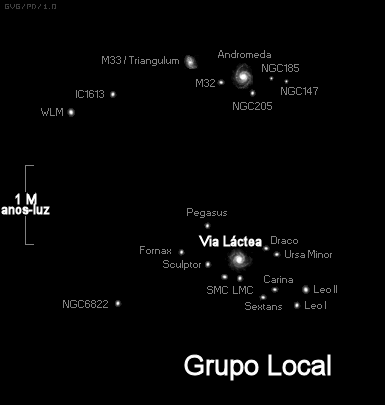 GVG/PD/1.0
Andromeda
M33 / Triangulum
NGC185
M32
NGC147
IC1613
NGC205
WLM
1 M
anos-luz
Pegasus
Via Láctea
Draco
Fornax
Ursa Minor
Sculptor
Carina
SMC LMC
Leo II
NGC6822
Sextans
Leo I
Grupo Local